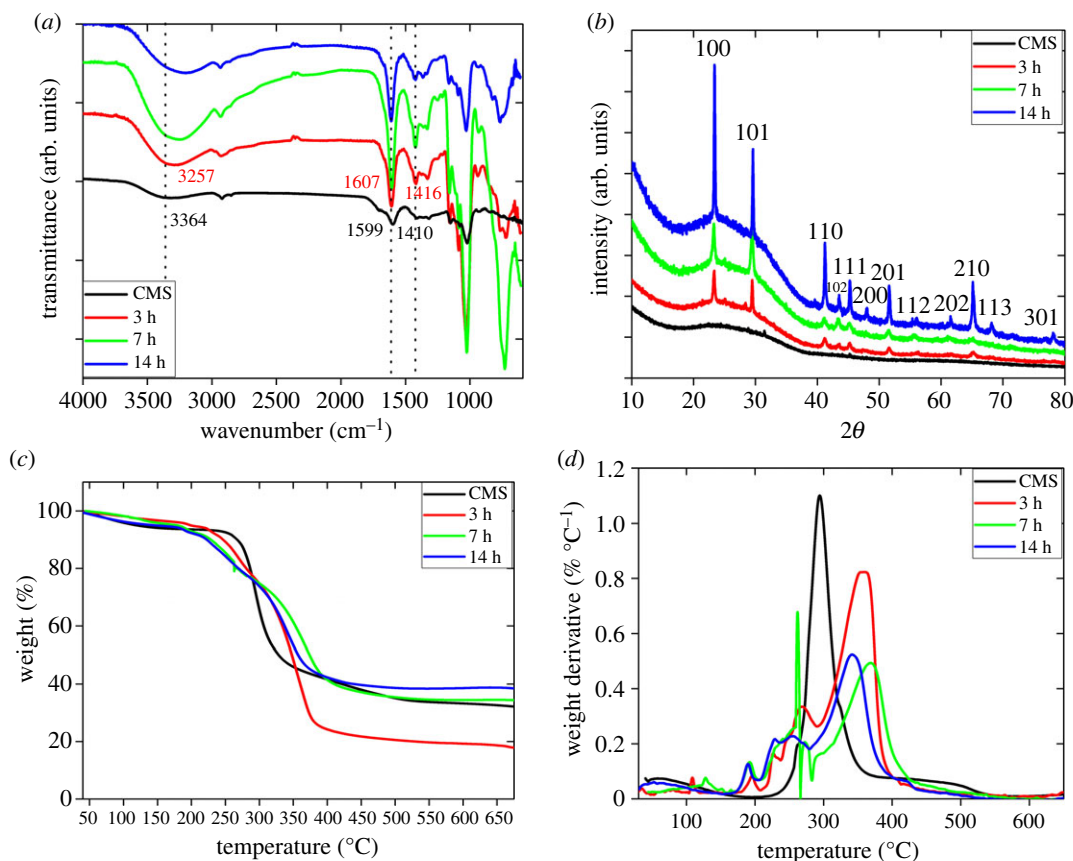 (a)
transmittance (arb. units)
3257
3364
1607
1416
1599
1410
CMS
3 h
7 h
14 h
4000 3500 3000 2500 2000 1500 1000
wavenumber (cm⁻¹)
(b)
intensity (arb. units)
CMS
3 h
7 h
14 h
100
101
110
102
111
200
201
112
202
210
113
301
10 20 30 40 50 60 70 80
2θ
(c)
weight (%)
100
80
60
40
20
0
CMS
3 h
7 h
14 h
50 100 150 200 250 300 350 400 450 500 550 600 650
temperature (°C)
(d)
weight derivative (% °C⁻¹)
1.2
1.0
0.8
0.6
0.4
0.2
0
CMS
3 h
7 h
14 h
100 200 300 400 500 600
temperature (°C)